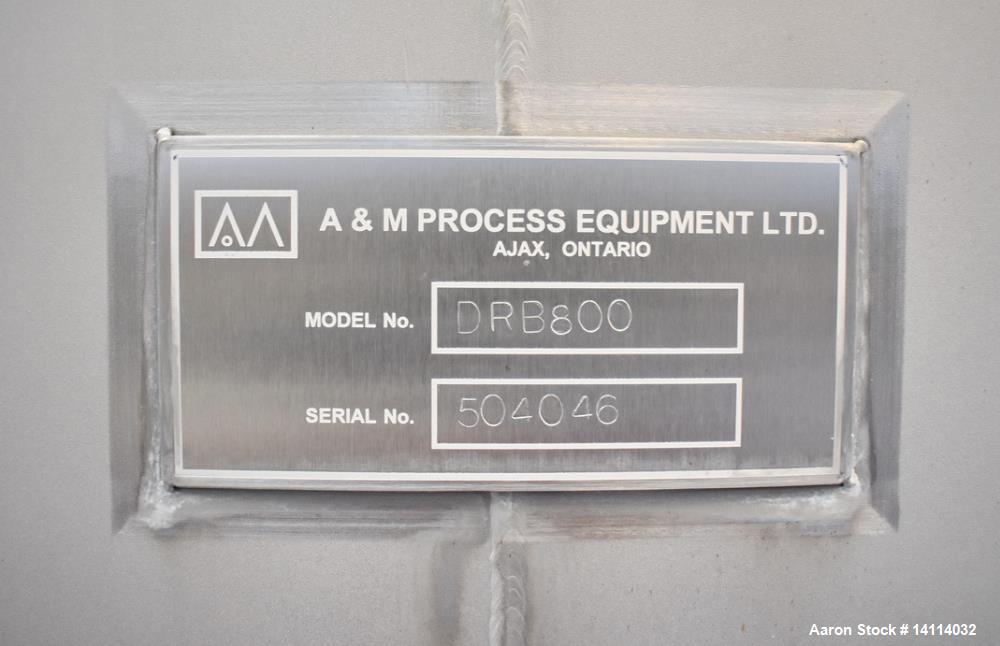 A & M PROCESS EQUIPMENT LTD.
AJAX, ONTARIO
MODEL No. DRB800
SERIAL No. 504046
Aaron Stock # 14114032